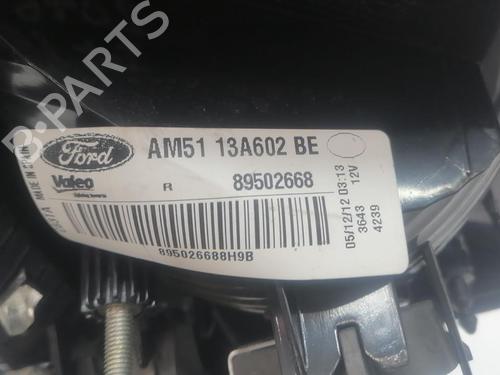 B-PARTS
Ford
AM51 13A602 BE
Valeo
R
89502668
MADE IN SPAIN
895026688H9B
05/12/12 03:13
3643 12V
4239